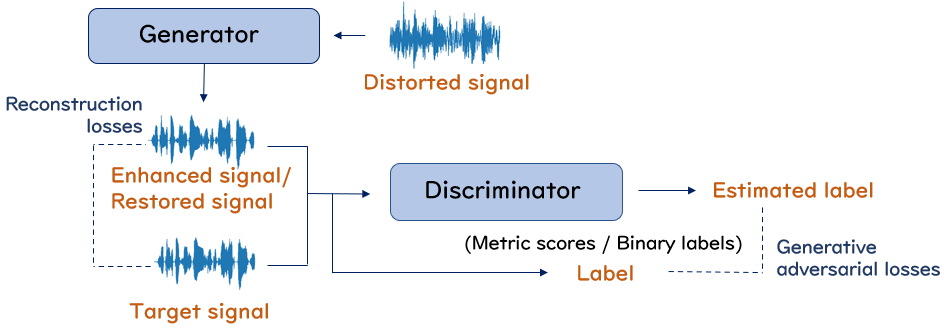 Generator
Distorted signal
Reconstruction
losses
Enhanced signal/
Restored signal
Discriminator
Estimated label
(Metric scores / Binary labels)
Generative
adversarial losses
Label
Target signal